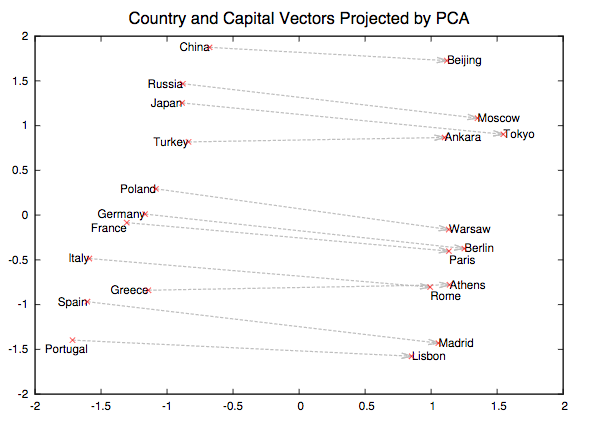 Country and Capital Vectors Projected by PCA
2
China
Beijing
1.5
Russia
Japan
Moscow
1
Tokyo
Turkey
Ankara
0.5
Poland
Germany
0
France
Warsaw
Berlin
-0.5
Italy
Paris
Greece
Athens
Rome
-1
Spain
Madrid
-1.5
Portugal
Lisbon
-2
-2 -1.5 -1 -0.5 0 0.5 1 1.5 2